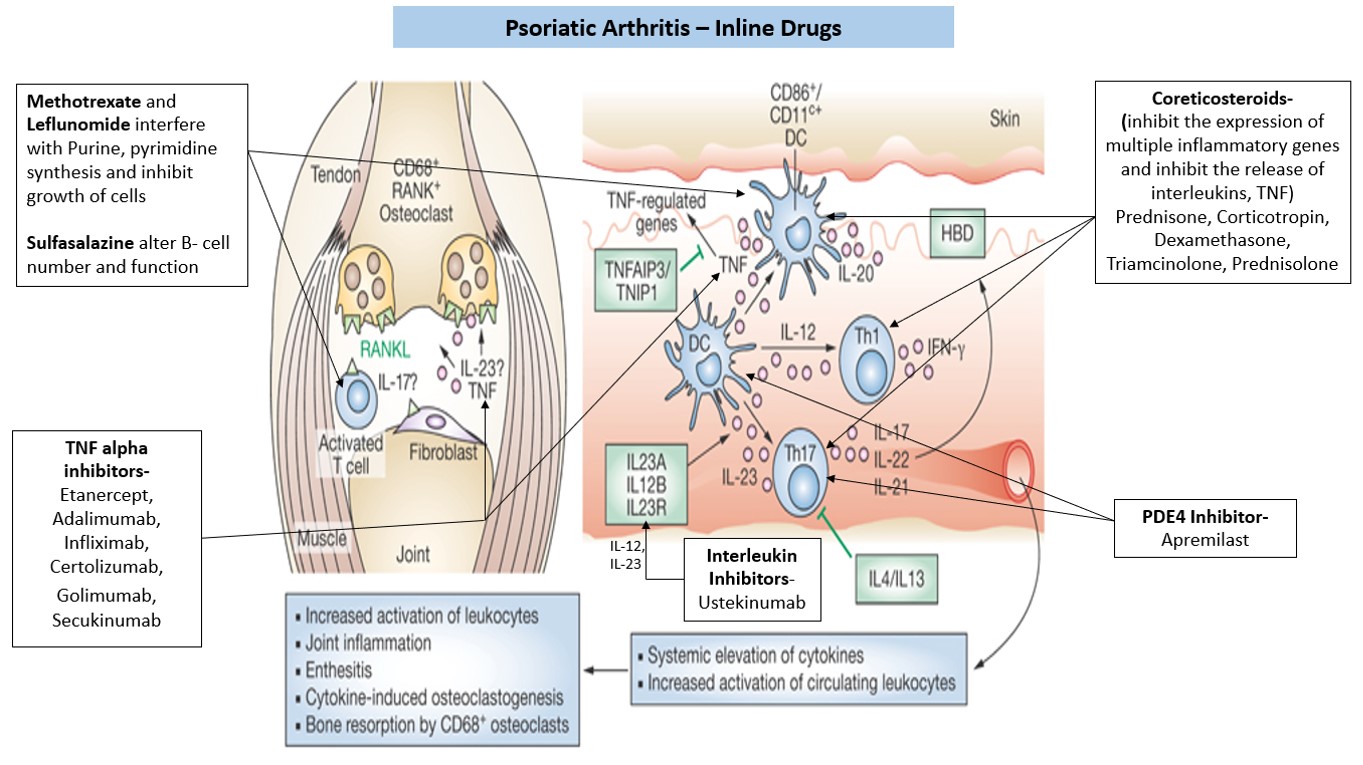 Psoriatic Arthritis – Inline Drugs
Methotrexate and
Leflunomide interfere
with Purine, pyrimidine
synthesis and inhibit
growth of cells
Sulfasalazine alter B- cell
number and function
TNF alpha
inhibitors-
Etanercept,
Adalimumab,
Infliximab,
Certolizumab,
Golimumab,
Secukinumab
Tendon
CD68+
RANK+
Osteoclast
RANKL
IL-17?
IL-23?
TNF
Activated
T cell
Fibroblast
Muscle
Joint
CD86+/
CD11c+
DC
Skin
TNF-regulated
genes
TNFAIP3/
TNIP1
TNF
IL-20
HBD
DC
IL-12
Th1
IFN-γ
IL23A
IL12B
IL23R
IL-23
Th17
IL-17
IL-22
IL-21
IL-12,
IL-23
Interleukin
Inhibitors-
Ustekinumab
IL4/IL13
Coreticosteroids-
(inhibit the expression of
multiple inflammatory genes
and inhibit the release of
interleukins, TNF)
Prednisone, Corticotropin,
Dexamethasone,
Triamcinolone, Prednisolone
PDE4 Inhibitor-
Apremilast
▪ Systemic elevation of cytokines
▪ Increased activation of circulating leukocytes
▪ Increased activation of leukocytes
▪ Joint inflammation
▪ Enthesitis
▪ Cytokine-induced osteoclastogenesis
▪ Bone resorption by CD68+ osteoclasts